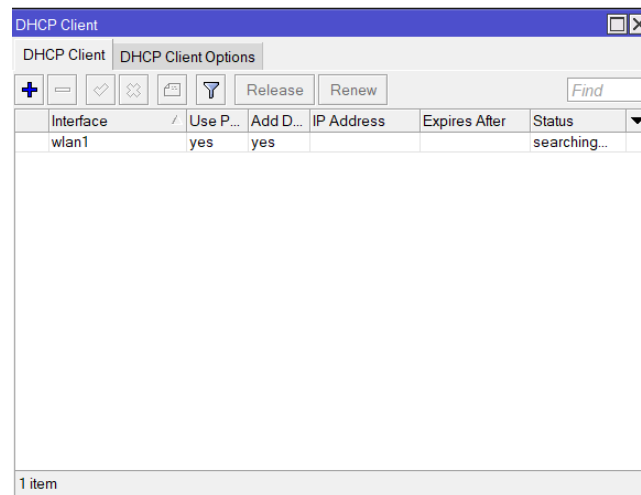 DHCP Client
DHCP Client DHCP Client Options
Release Renew Find
Interface Use P... Add D... IP Address Expires After Status
wlan1 yes yes searching...
1 item